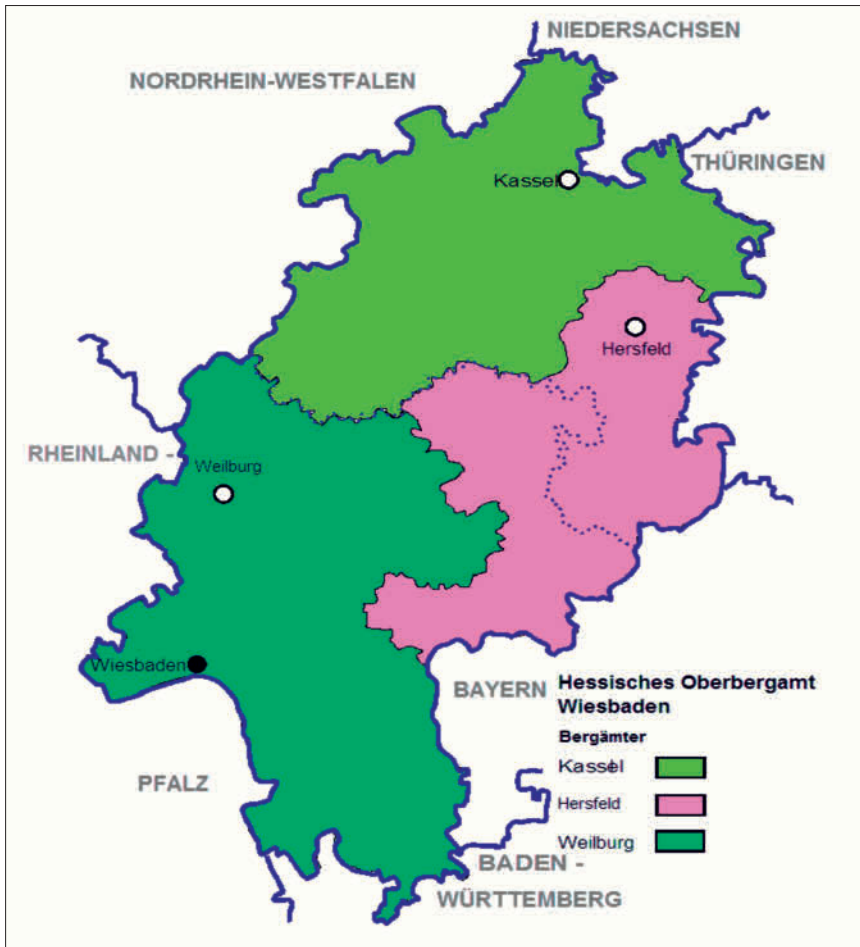 NIEDERSACHSEN
NORDRHEIN-WESTFALEN
THÜRINGEN
Kassel
Hersfeld
RHEINLAND -
Weilburg
Wiesbaden
BAYERN
Hessisches Oberbergamt
Wiesbaden
Bergämter
Kassel
Hersfeld
Weilburg
PFALZ
BADEN -
WÜRTTEMBERG